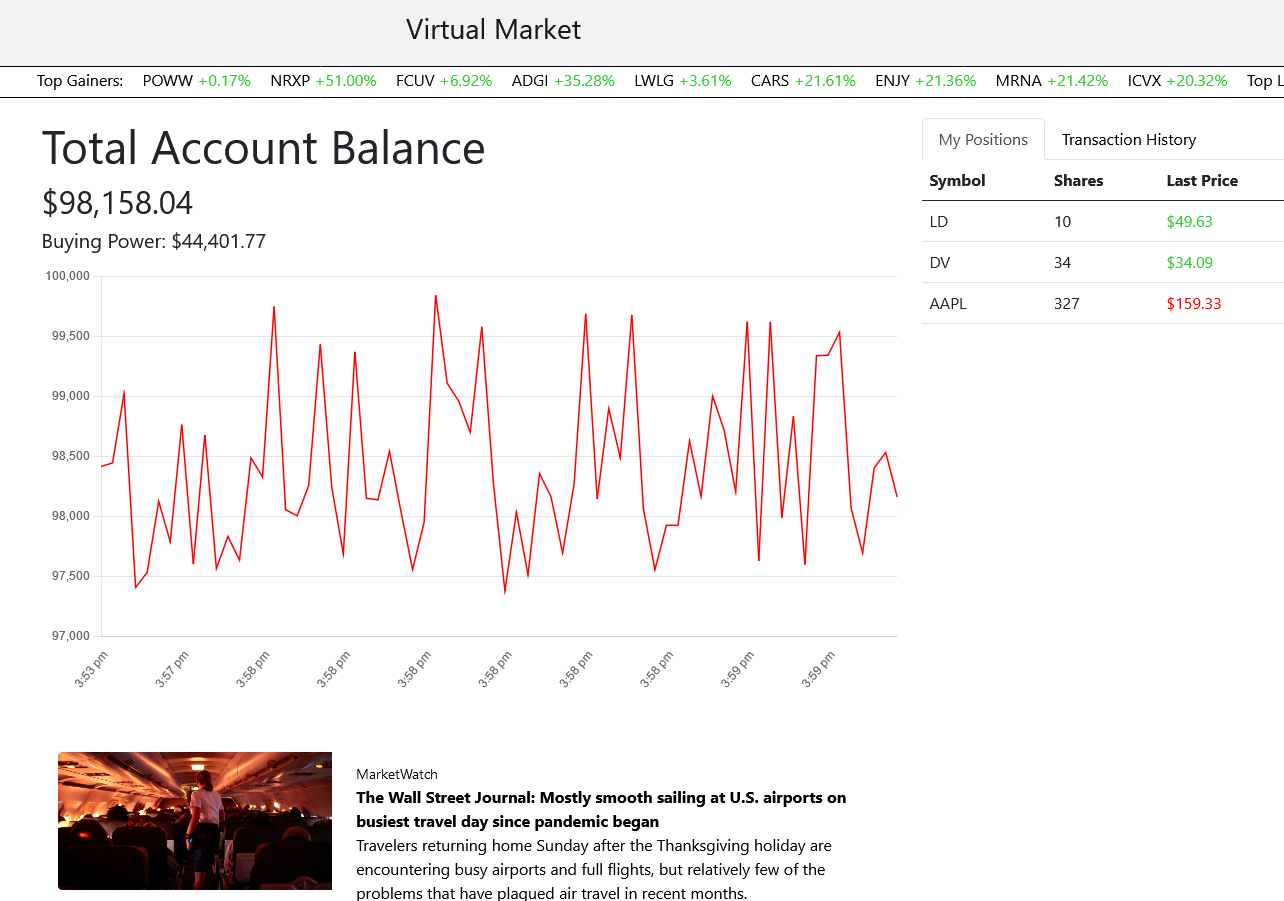 Virtual Market
Top Gainers: POWW +0.17% NRXP +51.00% FCUV +6.92% ADGI +35.28% LWLG +3.61% CARS +21.61% ENJY +21.36% MRNA +21.42% ICVX +20.32% Top L
Total Account Balance
$98,158.04
Buying Power: $44,401.77
100,000
99,500
99,000
98,500
98,000
97,500
97,000
3:53 pm 3:57 pm 3:58 pm 3:58 pm 3:58 pm 3:58 pm 3:58 pm 3:58 pm 3:59 pm 3:59 pm
My Positions Transaction History
Symbol Shares Last Price
LD 10 $49.63
DV 34 $34.09
AAPL 327 $159.33
MarketWatch
The Wall Street Journal: Mostly smooth sailing at U.S. airports on
busiest travel day since pandemic began
Travelers returning home Sunday after the Thanksgiving holiday are
encountering busy airports and full flights, but relatively few of the
problems that have plagued air travel in recent months.